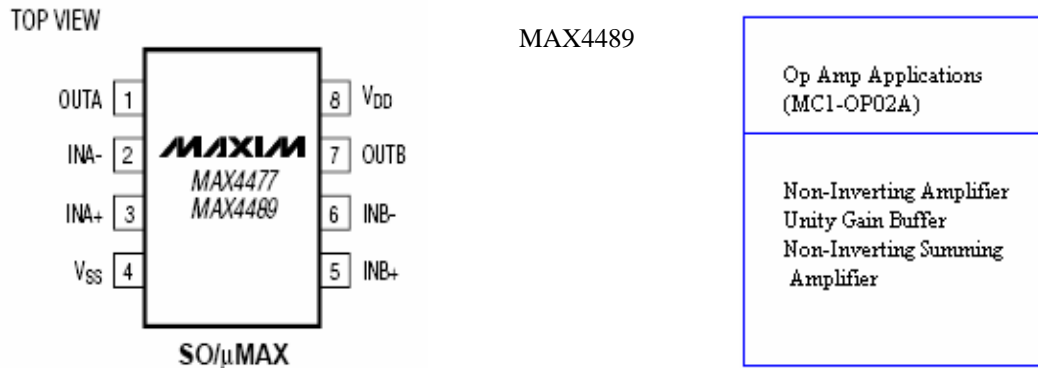 TOP VIEW
OUTA 1
INA- 2
INA+ 3
VSS 4
MAXIM
MAX4477
MAX4489
8 VDD
7 OUTB
6 INB-
5 INB+
SO/µMAX
MAX4489
Op Amp Applications
(MC1-OP02A)
Non-Inverting Amplifier
Unity Gain Buffer
Non-Inverting Summing
Amplifier